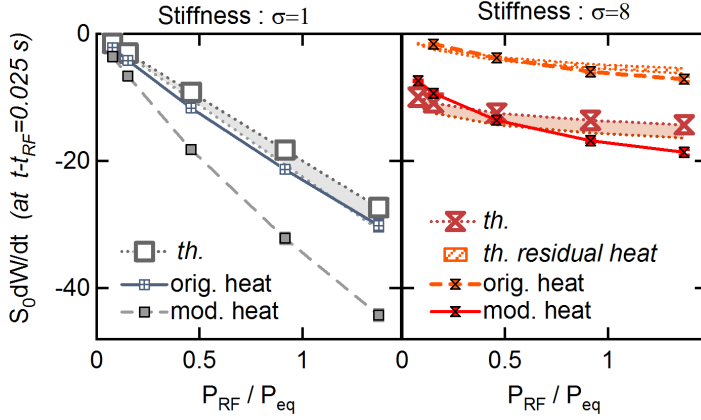 Stiffness : σ=1
Stiffness : σ=8
S0dW/dt (at t-tRF=0.025 s)
0
-20
-40
th.
orig. heat
mod. heat
th.
th. residual heat
orig. heat
mod. heat
0 0.5 1
0 0.5 1
PRF / Peq
PRF / Peq